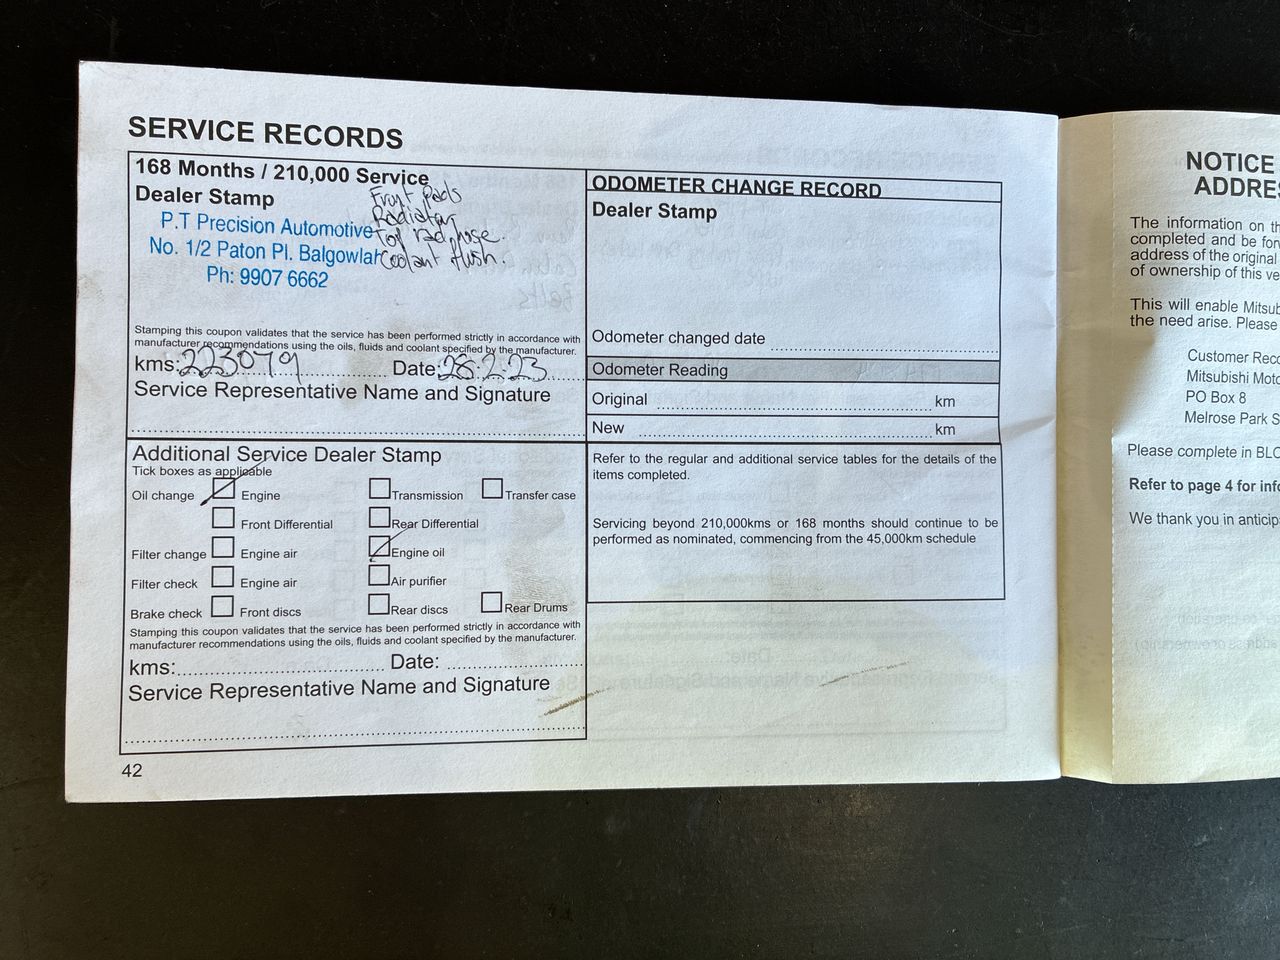 SERVICE RECORDS
168 Months / 210,000 Service
Dealer Stamp
Front Pads
Radiator
Top rad hose.
Coolant flush.
P.T Precision Automotive
No. 1/2 Paton Pl. Balgowlah
Ph: 9907 6662
Stamping this coupon validates that the service has been performed strictly in accordance with
manufacturer recommendations using the oils, fluids and coolant specified by the manufacturer.
kms: 223079 Date: 28.2.23
Service Representative Name and Signature
Additional Service Dealer Stamp
Tick boxes as applicable
Oil change Engine Transmission Transfer case
Front Differential Rear Differential
Filter change Engine air Engine oil
Filter check Engine air Air purifier
Brake check Front discs Rear discs Rear Drums
Stamping this coupon validates that the service has been performed strictly in accordance with
manufacturer recommendations using the oils, fluids and coolant specified by the manufacturer.
kms: Date:
Service Representative Name and Signature
42
ODOMETER CHANGE RECORD
Dealer Stamp
Odometer changed date
Odometer Reading
Original km
New km
Refer to the regular and additional service tables for the details of the
items completed.
Servicing beyond 210,000kms or 168 months should continue to be
performed as nominated, commencing from the 45,000km schedule
NOTICE
ADDRE
The information on th
completed and be for
address of the original
of ownership of this ve
This will enable Mitsub
the need arise. Please
Customer Reco
Mitsubishi Moto
PO Box 8
Melrose Park S
Please complete in BLO
Refer to page 4 for info
We thank you in anticip